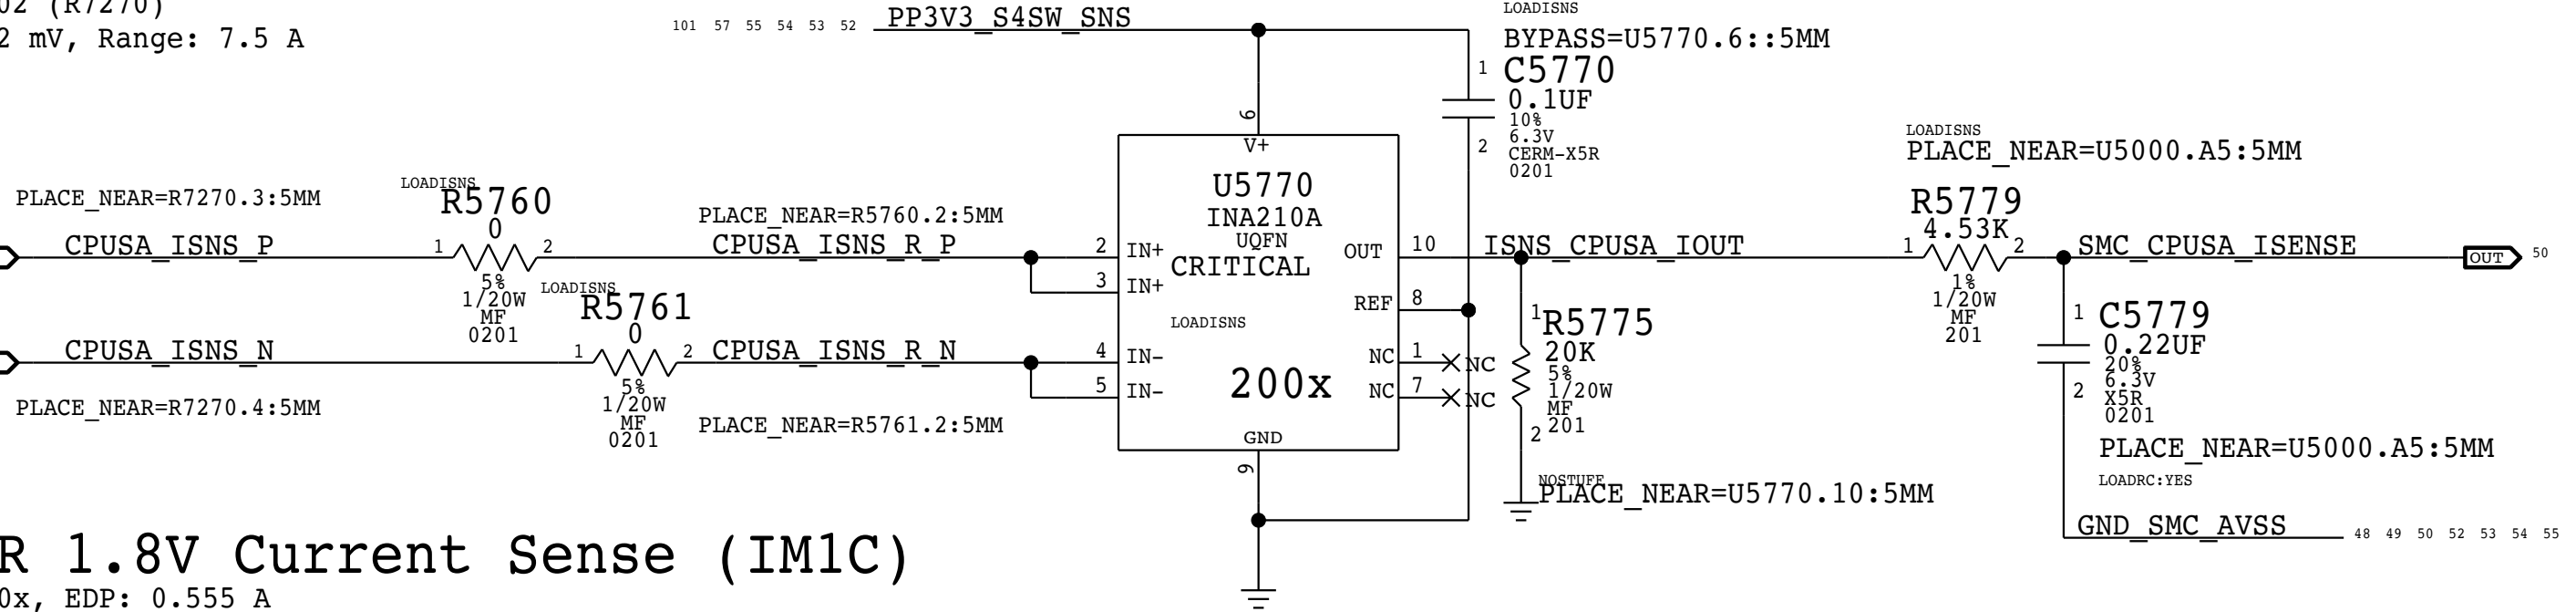 02 (R7270)
2 mV, Range: 7.5 A
101 57 55 54 53 52
PP3V3_S4SW_SNS
LOADISNS
BYPASS=U5770.6::5MM
1
C5770
0.1UF
10%
6.3V
2
CERM-X5R
0201
6
V+
U5770
INA210A
UQFN
CRITICAL
LOADISNS
200x
GND
9
PLACE_NEAR=R7270.3:5MM
LOADISNS
R5760
0
CPUSA_ISNS_P
1
2
5%
1/20W
MF
0201
PLACE_NEAR=R5760.2:5MM
CPUSA_ISNS_R_P
2
IN+
3
IN+
LOADISNS
R5761
0
CPUSA_ISNS_N
1
2
5%
1/20W
MF
0201
CPUSA_ISNS_R_N
4
IN-
5
IN-
PLACE_NEAR=R7270.4:5MM
PLACE_NEAR=R5761.2:5MM
OUT
10
ISNS_CPUSA_IOUT
REF
8
NC
1
NC
NC
7
NC
1
R5775
20K
5%
1/20W
MF
201
2
NOSTUFF
PLACE_NEAR=U5770.10:5MM
LOADISNS
PLACE_NEAR=U5000.A5:5MM
R5779
4.53K
1
2
1%
1/20W
MF
201
SMC_CPUSA_ISENSE
OUT
50
1
C5779
0.22UF
20%
6.3V
2
X5R
0201
PLACE_NEAR=U5000.A5:5MM
LOADRC:YES
GND_SMC_AVSS
48 49 50 52 53 54 55
R 1.8V Current Sense (IM1C)
0x, EDP: 0.555 A